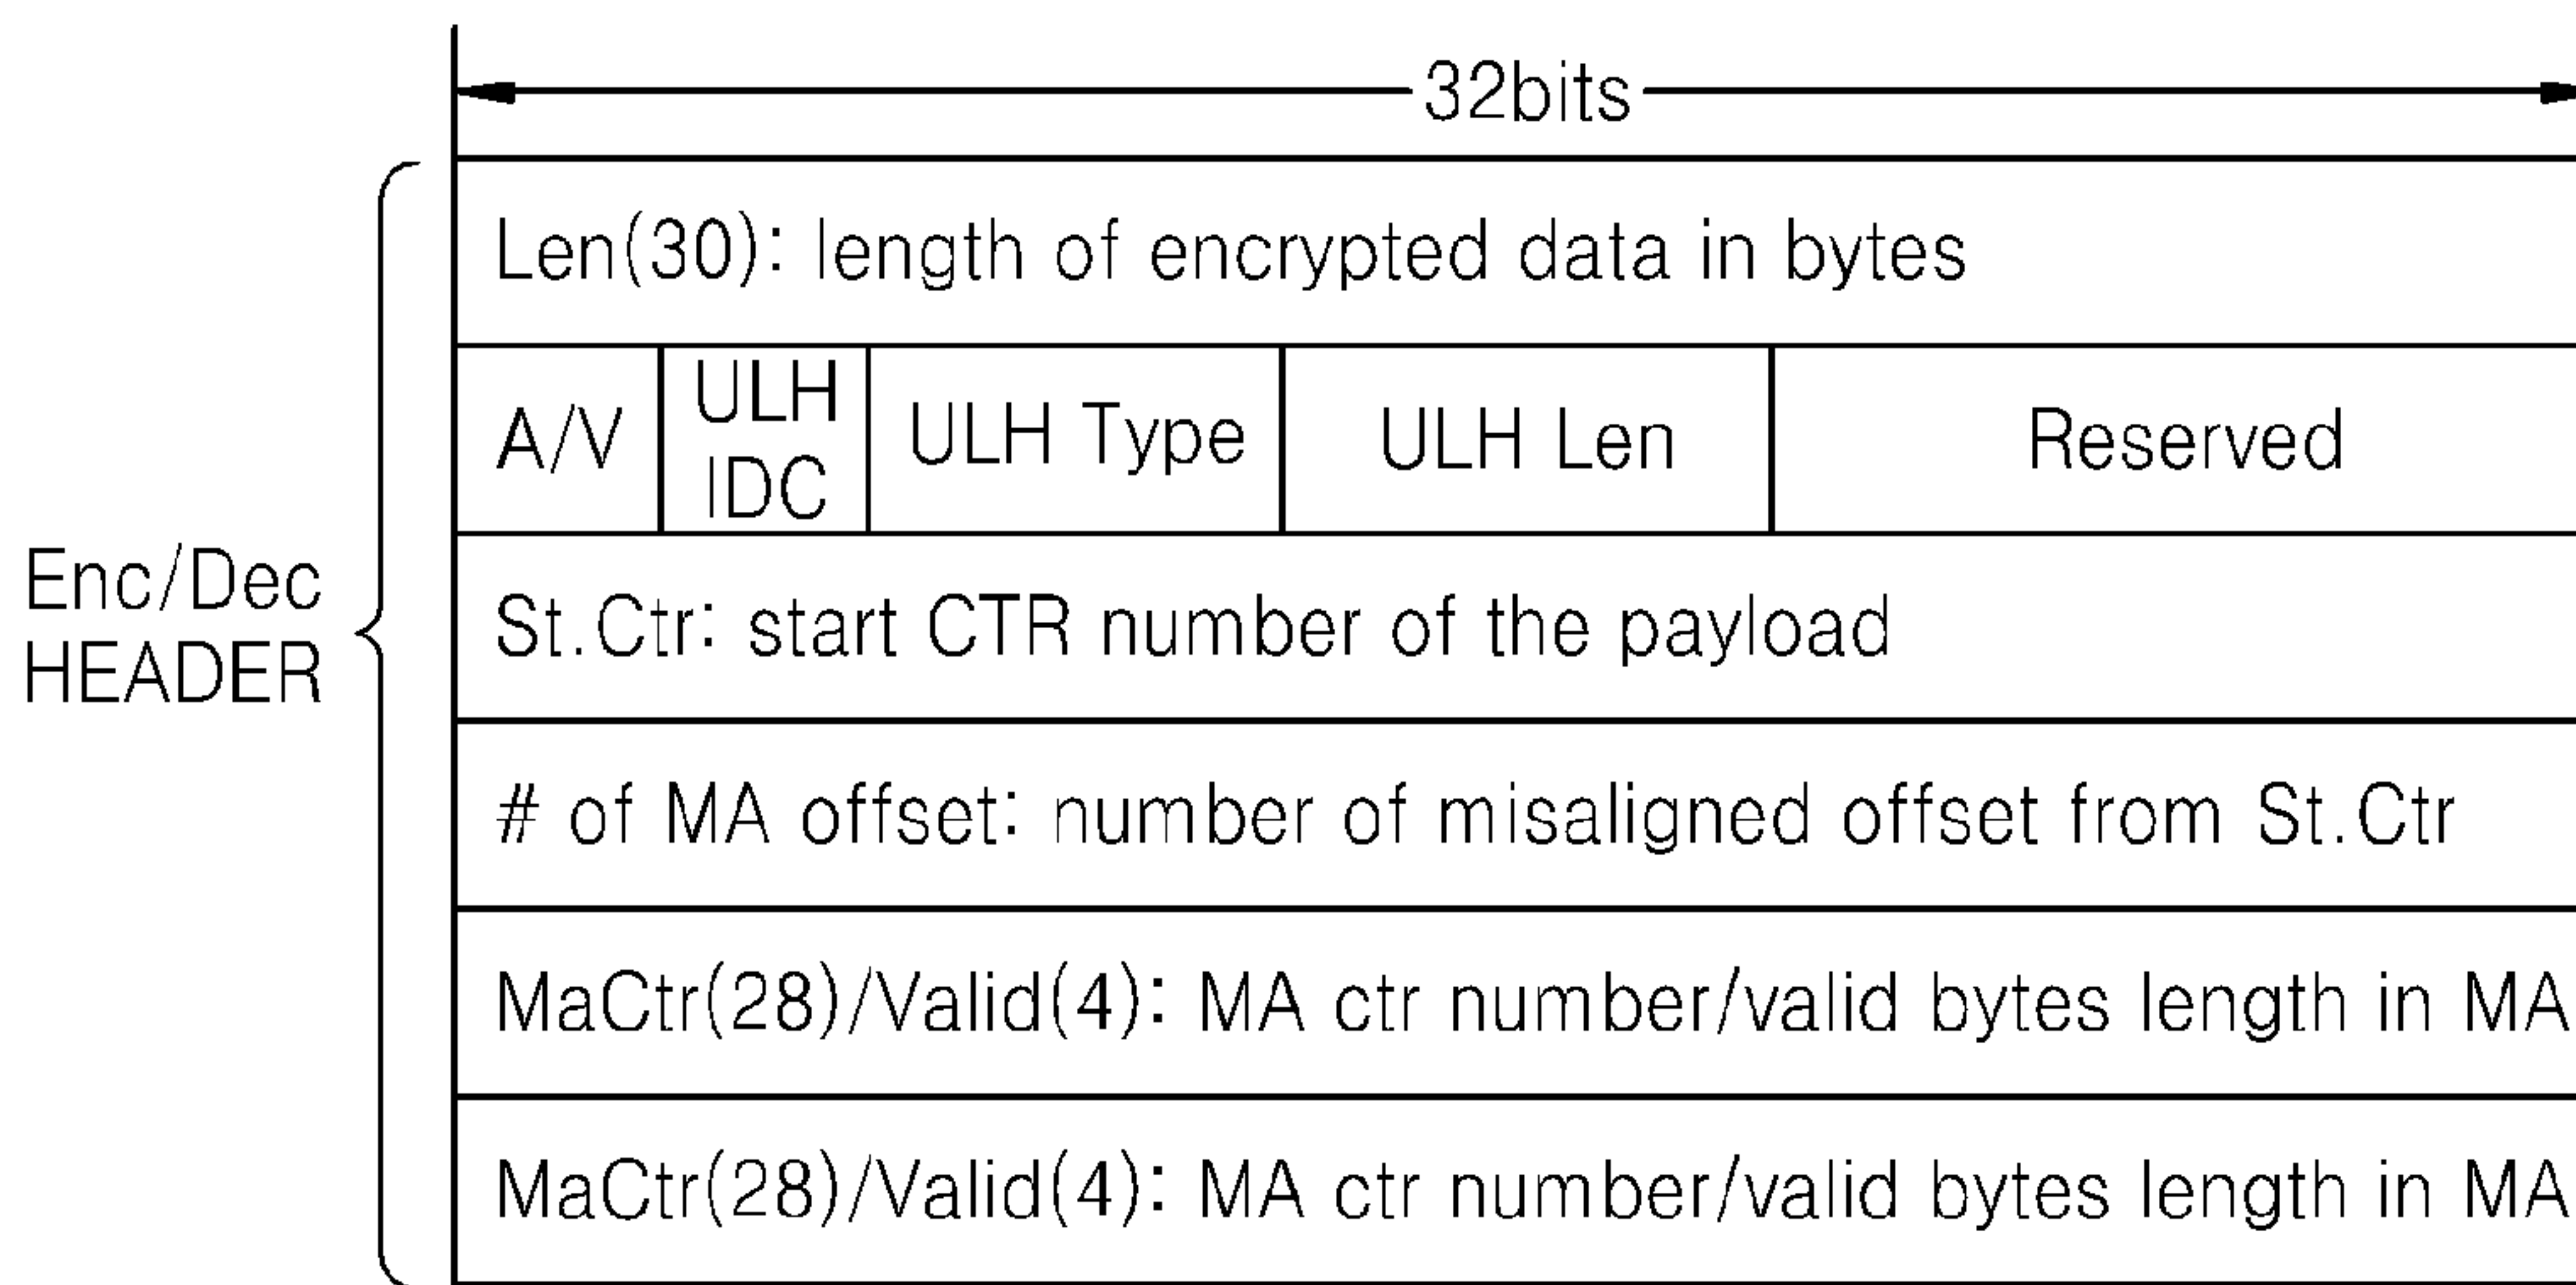 32bits
Len(30): length of encrypted data in bytes
A/V
ULH
IDC
ULH Type
ULH Len
Reserved
Enc/Dec
HEADER
St.Ctr: start CTR number of the payload
# of MA offset: number of misaligned offset from St.Ctr
MaCtr(28)/Valid(4): MA ctr number/valid bytes length in MA
MaCtr(28)/Valid(4): MA ctr number/valid bytes length in MA